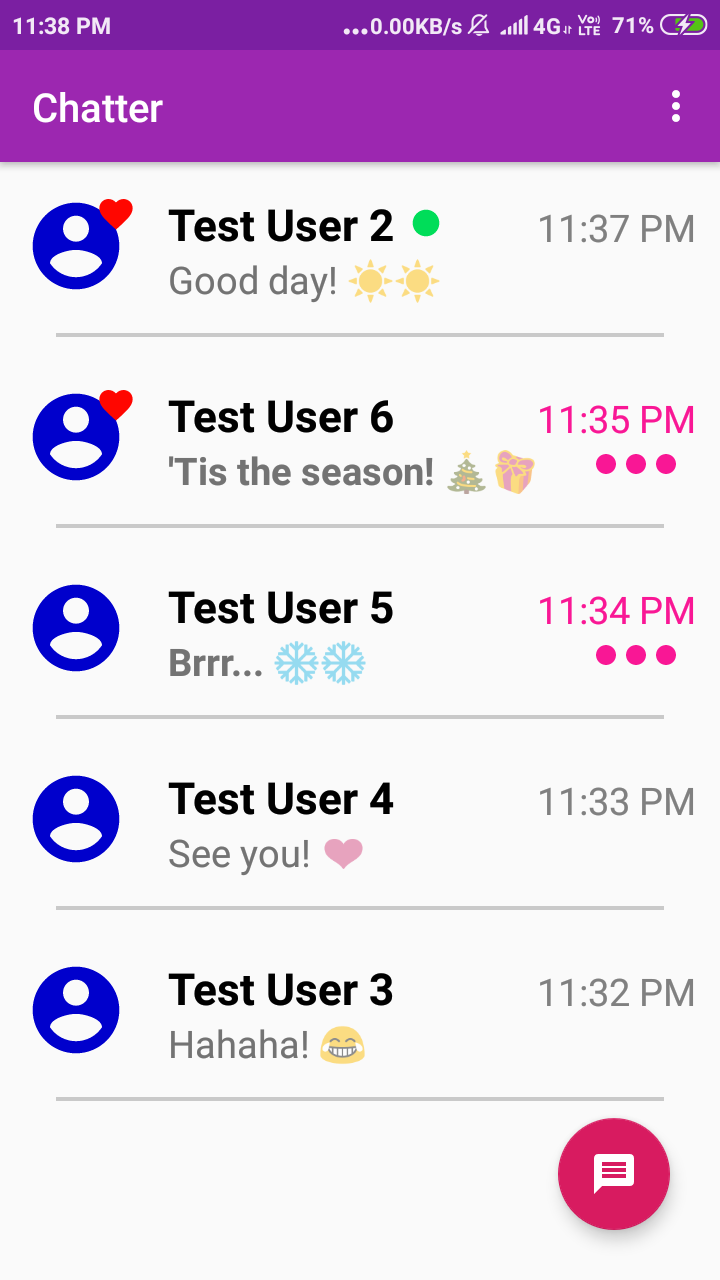 11:38 PM ...0.00KB/s 4G Vo) LTE 71%
Chatter
Test User 2 11:37 PM
Good day! ☀☀
Test User 6 11:35 PM
'Tis the season! 🎄🎁
Test User 5 11:34 PM
Brrr... ❄❄
Test User 4 11:33 PM
See you! ❤
Test User 3 11:32 PM
Hahaha! 😂